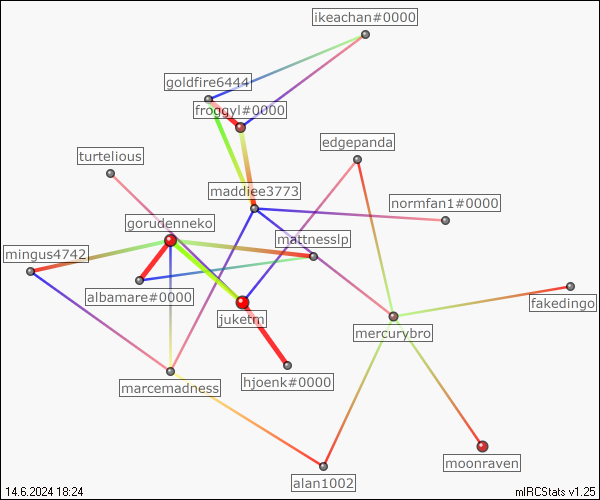 ikeachan#0000
goldfire6444
froggyl#0000
edgepanda
turtelious
maddiee3773
normfan1#0000
gorudenneko
mattnesslp
mingus4742
albamare#0000
fakedingo
juketm
mercurybro
marcemadness
hjoenk#0000
moonraven
alan1002
14.6.2024 18:24
mIRCStats v1.25